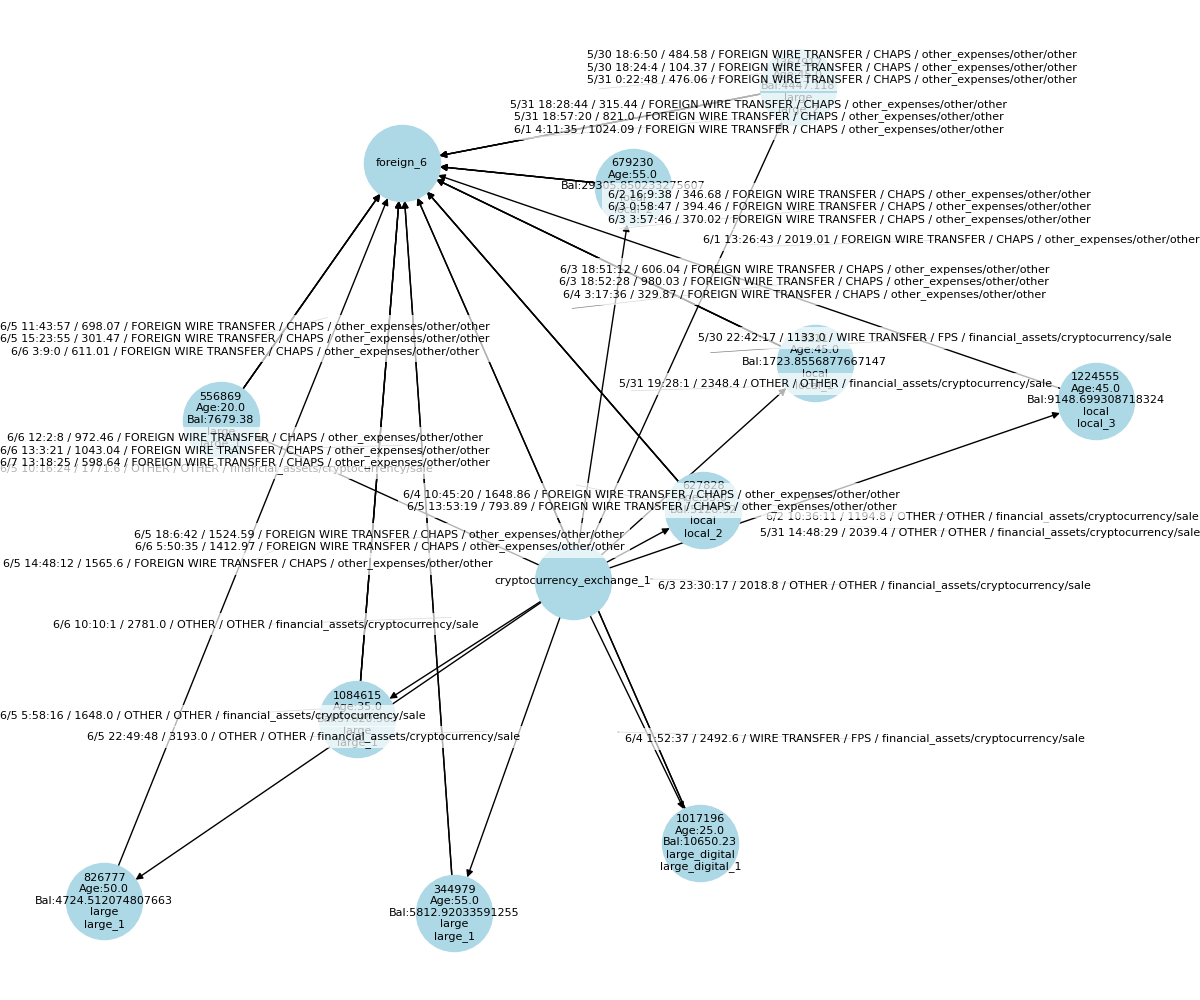 5/30 18:6:50 / 484.58 / FOREIGN WIRE TRANSFER / CHAPS / other_expenses/other/other
5/30 18:24:4 / 104.37 / FOREIGN WIRE TRANSFER / CHAPS / other_expenses/other/other
5/31 0:22:48 / 476.06 / FOREIGN WIRE TRANSFER / CHAPS / other_expenses/other/other
Bal:4447.118
large
5/31 18:28:44 / 315.44 / FOREIGN WIRE TRANSFER / CHAPS / other_expenses/other/other
5/31 18:57:20 / 821.0 / FOREIGN WIRE TRANSFER / CHAPS / other_expenses/other/other
6/1 4:11:35 / 1024.09 / FOREIGN WIRE TRANSFER / CHAPS / other_expenses/other/other
foreign_6
679230
Age:55.0
Bal:29305.850233275607
6/2 16:9:38 / 346.68 / FOREIGN WIRE TRANSFER / CHAPS / other_expenses/other/other
6/3 0:58:47 / 394.46 / FOREIGN WIRE TRANSFER / CHAPS / other_expenses/other/other
6/3 3:57:46 / 370.02 / FOREIGN WIRE TRANSFER / CHAPS / other_expenses/other/other
6/1 13:26:43 / 2019.01 / FOREIGN WIRE TRANSFER / CHAPS / other_expenses/other/other
6/3 18:51:12 / 606.04 / FOREIGN WIRE TRANSFER / CHAPS / other_expenses/other/other
6/3 18:52:28 / 980.03 / FOREIGN WIRE TRANSFER / CHAPS / other_expenses/other/other
6/4 3:17:36 / 329.87 / FOREIGN WIRE TRANSFER / CHAPS / other_expenses/other/other
6/5 11:43:57 / 698.07 / FOREIGN WIRE TRANSFER / CHAPS / other_expenses/other/other
6/5 15:23:55 / 301.47 / FOREIGN WIRE TRANSFER / CHAPS / other_expenses/other/other
6/6 3:9:0 / 611.01 / FOREIGN WIRE TRANSFER / CHAPS / other_expenses/other/other
5/30 22:42:17 / 1133.0 / WIRE TRANSFER / FPS / financial_assets/cryptocurrency/sale
Age:45.0
Bal:1723.8556877667147
local
5/31 19:28:1 / 2348.4 / OTHER / OTHER / financial_assets/cryptocurrency/sale
1224555
Age:45.0
Bal:9148.699308718324
local
local_3
556869
Age:20.0
Bal:7679.38
large
6/6 12:2:8 / 972.46 / FOREIGN WIRE TRANSFER / CHAPS / other_expenses/other/other
6/6 13:3:21 / 1043.04 / FOREIGN WIRE TRANSFER / CHAPS / other_expenses/other/other
6/7 13:18:25 / 598.64 / FOREIGN WIRE TRANSFER / CHAPS / other_expenses/other/other
6/5 10:16:24 / 1771.6 / OTHER / OTHER / financial_assets/cryptocurrency/sale
627828
6/4 10:45:20 / 1648.86 / FOREIGN WIRE TRANSFER / CHAPS / other_expenses/other/other
6/5 13:53:19 / 793.89 / FOREIGN WIRE TRANSFER / CHAPS / other_expenses/other/other
local
local_2
6/2 10:36:11 / 1194.8 / OTHER / OTHER / financial_assets/cryptocurrency/sale
5/31 14:48:29 / 2039.4 / OTHER / OTHER / financial_assets/cryptocurrency/sale
6/5 18:6:42 / 1524.59 / FOREIGN WIRE TRANSFER / CHAPS / other_expenses/other/other
6/6 5:50:35 / 1412.97 / FOREIGN WIRE TRANSFER / CHAPS / other_expenses/other/other
6/5 14:48:12 / 1565.6 / FOREIGN WIRE TRANSFER / CHAPS / other_expenses/other/other
cryptocurrency_exchange_1
6/3 23:30:17 / 2018.8 / OTHER / OTHER / financial_assets/cryptocurrency/sale
6/6 10:10:1 / 2781.0 / OTHER / OTHER / financial_assets/cryptocurrency/sale
1084615
Age:35.0
6/5 5:58:16 / 1648.0 / OTHER / OTHER / financial_assets/cryptocurrency/sale
large
large_1
6/5 22:49:48 / 3193.0 / OTHER / OTHER / financial_assets/cryptocurrency/sale
6/4 1:52:37 / 2492.6 / WIRE TRANSFER / FPS / financial_assets/cryptocurrency/sale
1017196
Age:25.0
Bal:10650.23
large_digital
large_digital_1
826777
Age:50.0
Bal:4724.512074807663
large
large_1
344979
Age:55.0
Bal:5812.92033591255
large
large_1